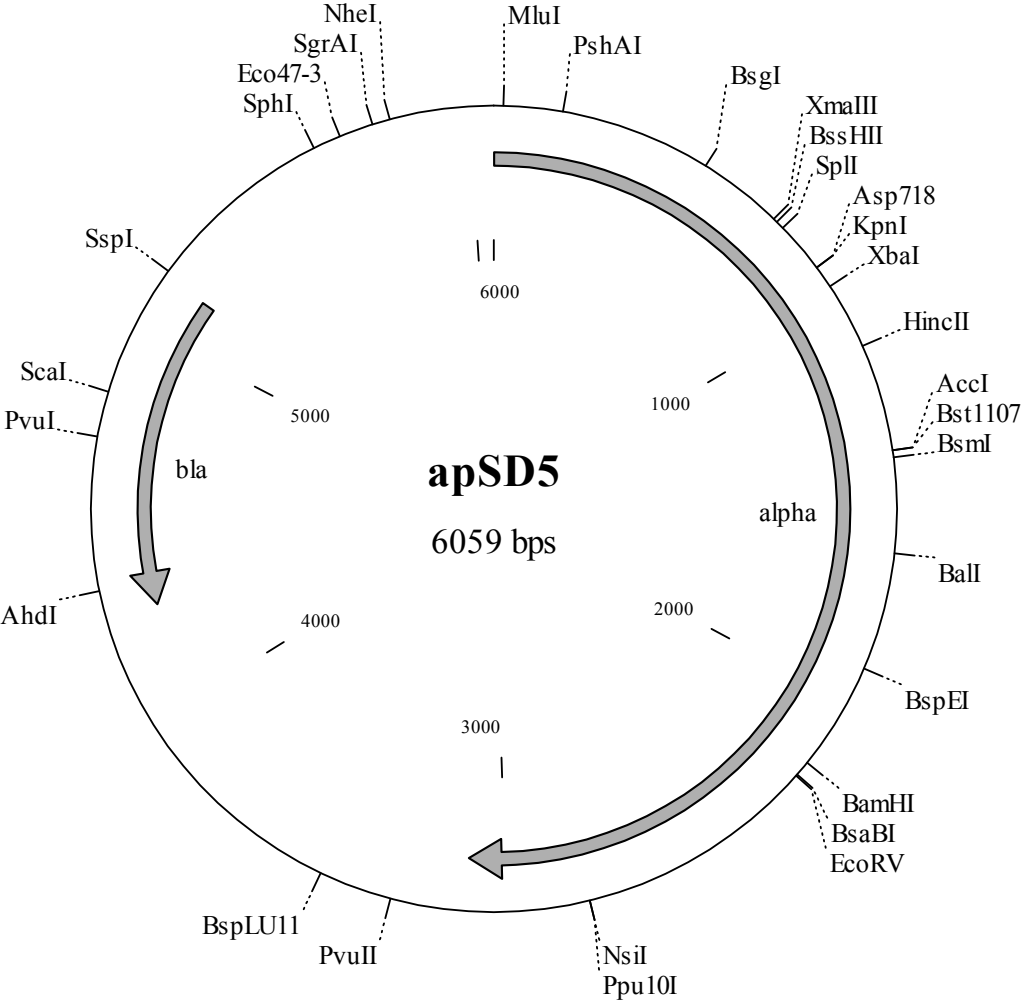 NheI
MluI
SgrAI
PshAI
Eco47-3
BsgI
SphI
XmaIII
BssHII
SplI
Asp718
KpnI
SspI
XbaI
6000
HincII
ScaI
AccI
1000
5000
Bst1107
PvuI
BsmI
bla
apSD5
alpha
6059 bps
BalI
AhdI
2000
4000
BspEI
3000
BamHI
BsaBI
EcoRV
BspLU11
PvuII
NsiI
Ppu10I